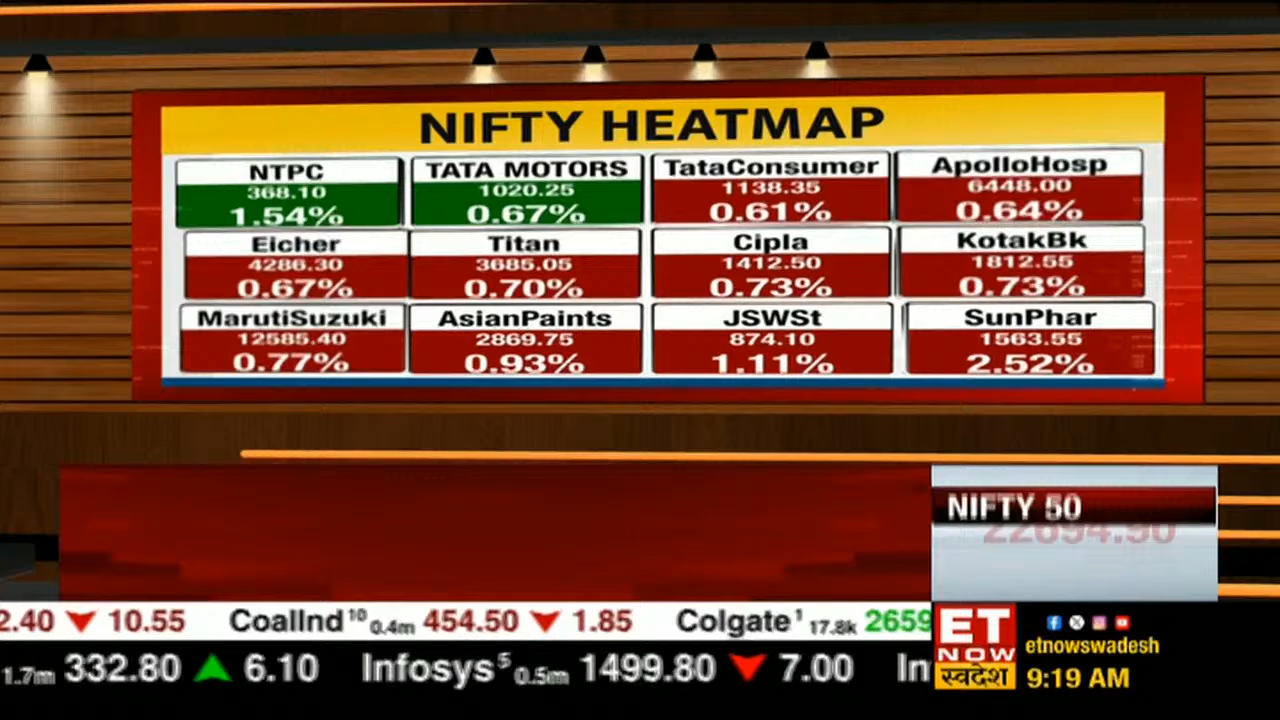 NIFTY HEATMAP
NTPC TATA MOTORS TataConsumer ApolloHosp
368.10 1020.25 1138.35 6448.00
1.54% 0.67% 0.61% 0.64%
Eicher Titan Cipla KotakBk
4286.30 3685.05 1412.50 1812.55
0.67% 0.70% 0.73% 0.73%
MarutiSuzuki AsianPaints JSWSt SunPhar
12585.40 2869.75 874.10 1563.55
0.77% 0.93% 1.11% 2.52%
NIFTY 50
2.40 ▼ 10.55 CoalInd 10 0.4m 454.50 ▼ 1.85 Colgate 1 17.8k 2659
1.7m 332.80 ▲ 6.10 Infosys 5 0.5m 1499.80 ▼ 7.00 In
ET
NOW
स्वदेश
etnowswadesh
9:19 AM